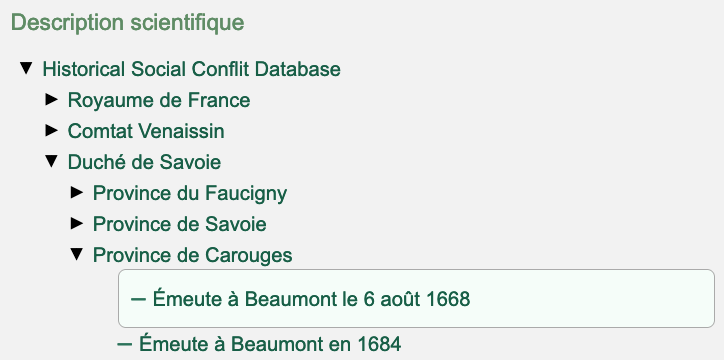 Description scientifique
Historical Social Conflit Database
Royaume de France
Comtat Venaissin
Duché de Savoie
Province du Faucigny
Province de Savoie
Province de Carouges
— Émeute à Beaumont le 6 août 1668
— Émeute à Beaumont en 1684